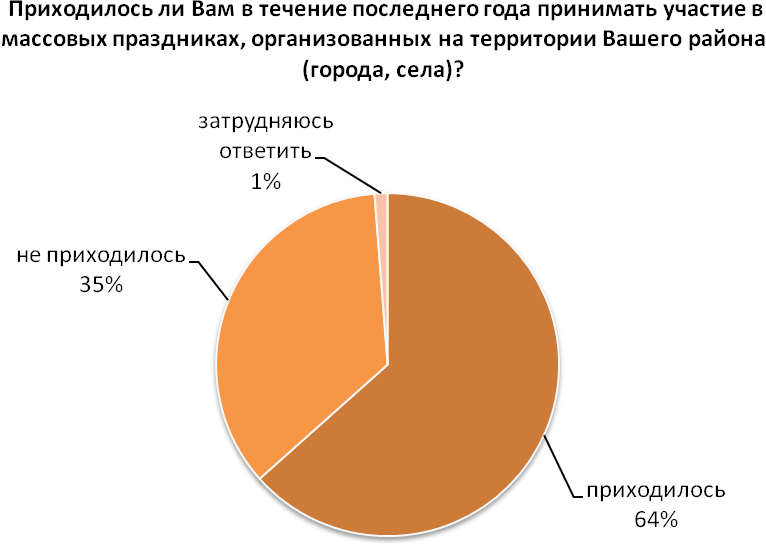 Приходилось ли Вам в течение последнего года принимать участие в
массовых праздниках, организованных на территории Вашего района
(города, села)?
затрудняюсь
ответить
1%
не приходилось
35%
приходилось
64%